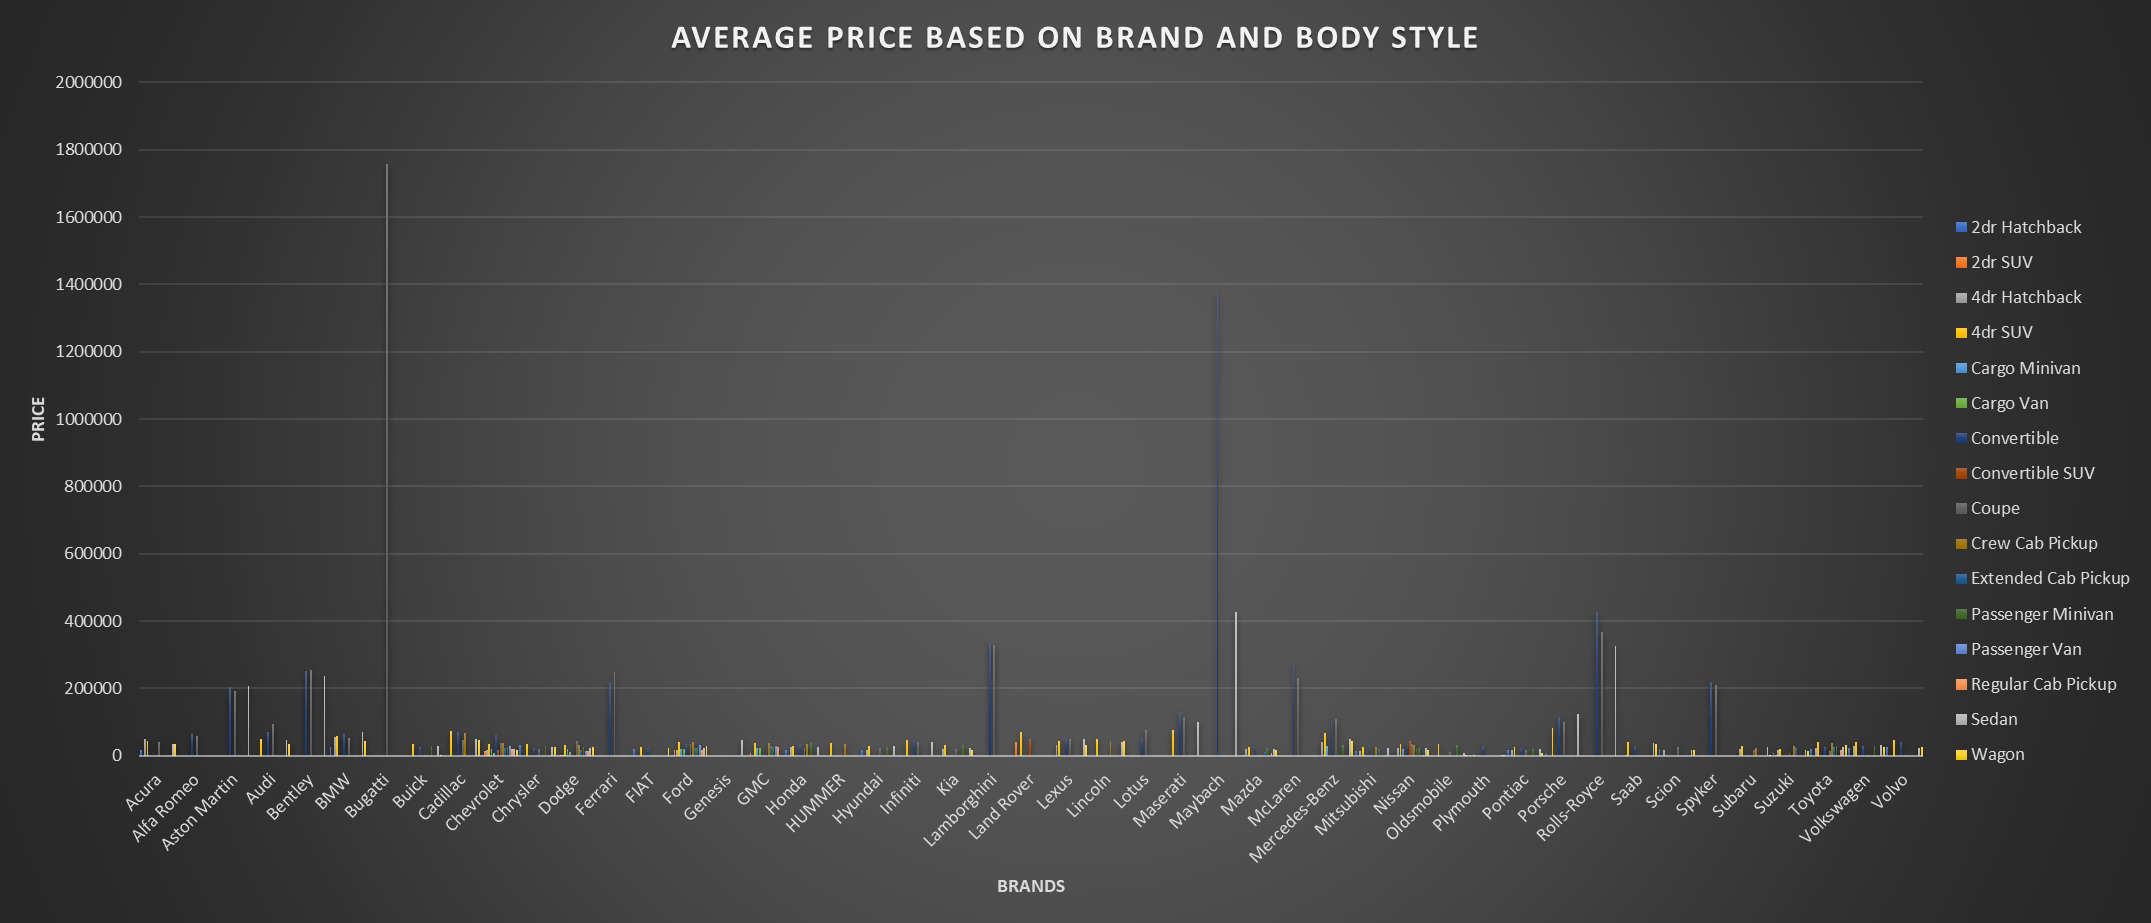 AVERAGE PRICE BASED ON BRAND AND BODY STYLE
2000000
1800000
1600000
1400000
1200000
1000000
800000
600000
400000
200000
0
PRICE
Acura
Alfa Romeo
Aston Martin
Audi
Bentley
BMW
Bugatti
Buick
Cadillac
Chevrolet
Chrysler
Dodge
Ferrari
FIAT
Ford
Genesis
GMC
Honda
HUMMER
Hyundai
Infiniti
Kia
Lamborghini
Land Rover
Lexus
Lincoln
Lotus
Maserati
Maybach
Mazda
McLaren
Mercedes-Benz
Mitsubishi
Nissan
Oldsmobile
Plymouth
Pontiac
Porsche
Rolls-Royce
Saab
Scion
Spyker
Subaru
Suzuki
Toyota
Volkswagen
Volvo
BRANDS
2dr Hatchback
2dr SUV
4dr Hatchback
4dr SUV
Cargo Minivan
Cargo Van
Convertible
Convertible SUV
Coupe
Crew Cab Pickup
Extended Cab Pickup
Passenger Minivan
Passenger Van
Regular Cab Pickup
Sedan
Wagon